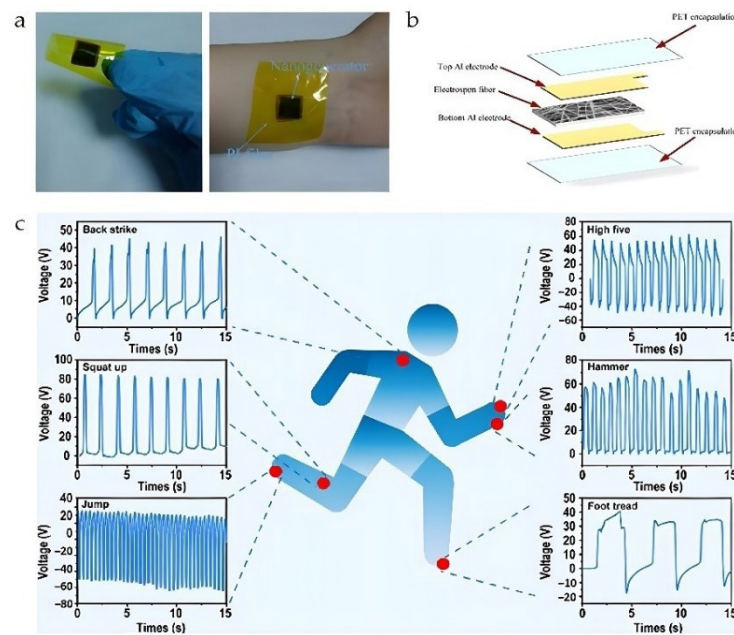 a
Nanogenerator
b
PET encapsulation
Top Al electrode
Electrospun fiber
Bottom Al electrode
PET encapsulation
c
Back strike
Voltage (V)
50
40
30
20
10
0
0 5 10 15
Times (s)
High five
Voltage (V)
80
60
40
20
0
−20
−40
−60
0 5 10 15
Times (s)
Squat up
Voltage (V)
100
80
60
40
20
0
0 5 10 15
Times (s)
Hammer
Voltage (V)
80
60
40
20
0
0 5 10 15
Times (s)
Jump
Voltage (V)
40
20
0
−20
−40
−60
−80
0 5 10 15
Times (s)
Foot tread
Voltage (V)
50
40
30
20
10
0
−10
−20
0 5 10 15
Times (s)